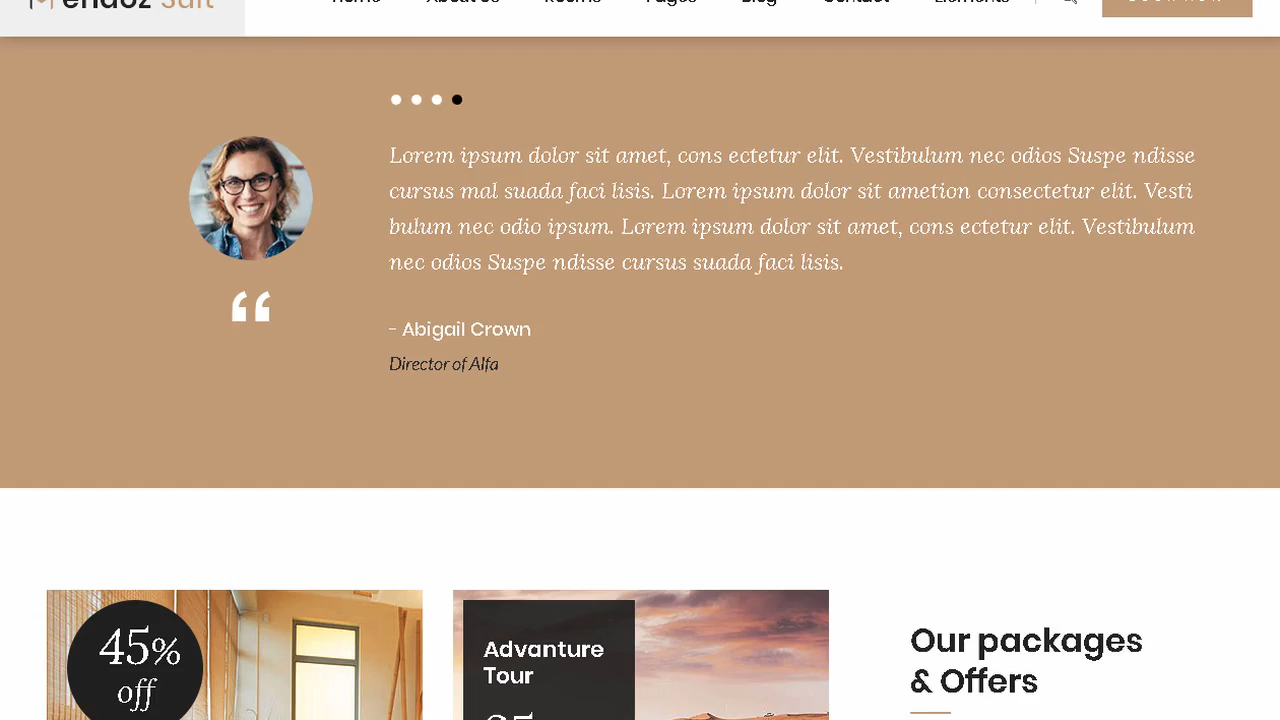 endoz Suit
Home About Us Rooms Pages Blog Contact Elements
Lorem ipsum dolor sit amet, cons ectetur elit. Vestibulum nec odios Suspe ndisse
cursus mal suada faci lisis. Lorem ipsum dolor sit ametion consectetur elit. Vesti
bulum nec odio ipsum. Lorem ipsum dolor sit amet, cons ectetur elit. Vestibulum
nec odios Suspe ndisse cursus suada faci lisis.
“
- Abigail Crown
Director of Alfa
45%
off
Advanture
Tour
Our packages
& Offers